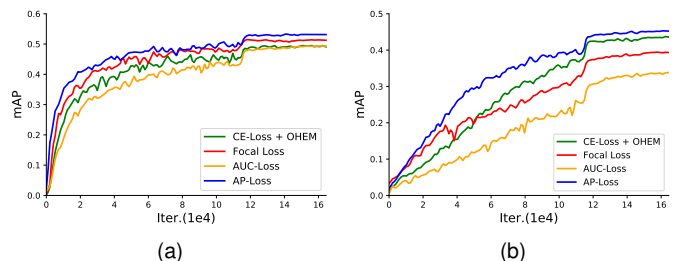 0.6
0.5
0.4
0.3
0.2
0.1
0.0
mAP
0 2 4 6 8 10 12 14 16
Iter.(1e4)
CE-Loss + OHEM
Focal Loss
AUC-Loss
AP-Loss
(a)
0.5
0.4
0.3
0.2
0.1
0.0
mAP
0 2 4 6 8 10 12 14 16
Iter.(1e4)
CE-Loss + OHEM
Focal Loss
AUC-Loss
AP-Loss
(b)